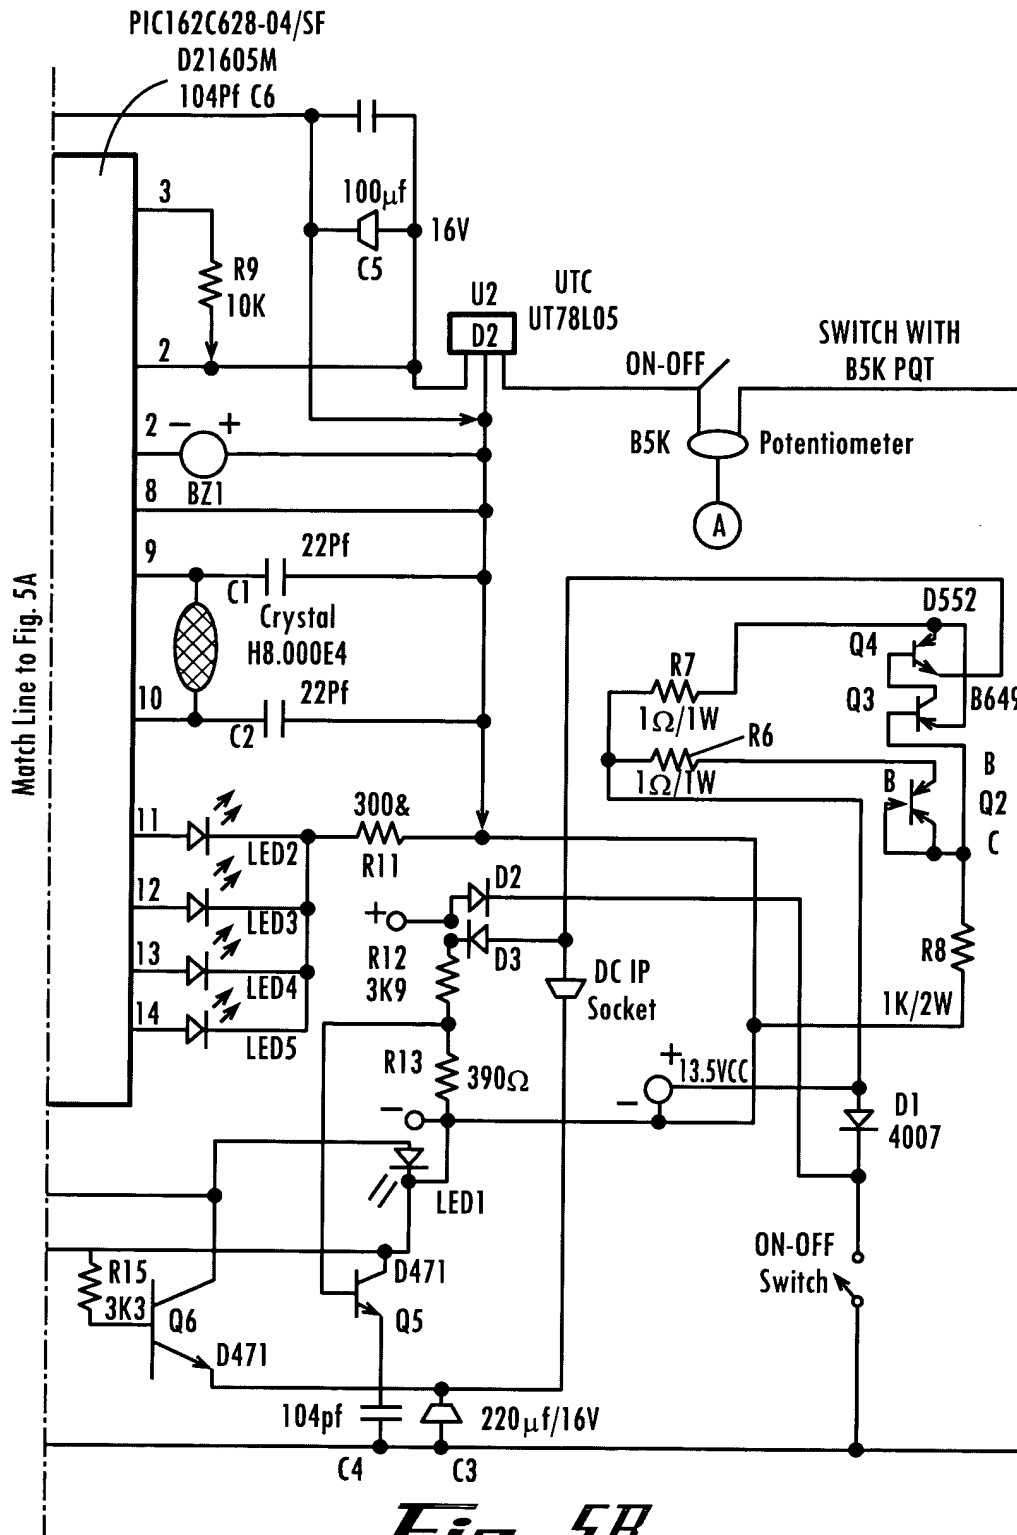 PIC162C628-04/SF
D21605M
104Pf C6
3
100µf
16V
C5
R9
10K
2
U2
D2
UTC
UT78L05
ON-OFF
SWITCH WITH
B5K PQT
B5K
Potentiometer
A
2
− +
BZ1
8
9
22Pf
C1
Crystal
H8.000E4
10
22Pf
C2
Match Line to Fig. 5A
D552
Q4
Q3
B649
R7
1Ω/1W
R6
1Ω/1W
B
B
Q2
C
11
LED2
300&
R11
12
LED3
13
LED4
14
LED5
D2
+
D3
R12
3K9
DC IP
Socket
R8
1K/2W
R13
390Ω
+
13.5VCC
−
−
D1
4007
LED1
ON-OFF
Switch
R15
3K3
Q6
D471
D471
Q5
104pf
220µf/16V
C4
C3
Fig. 5B